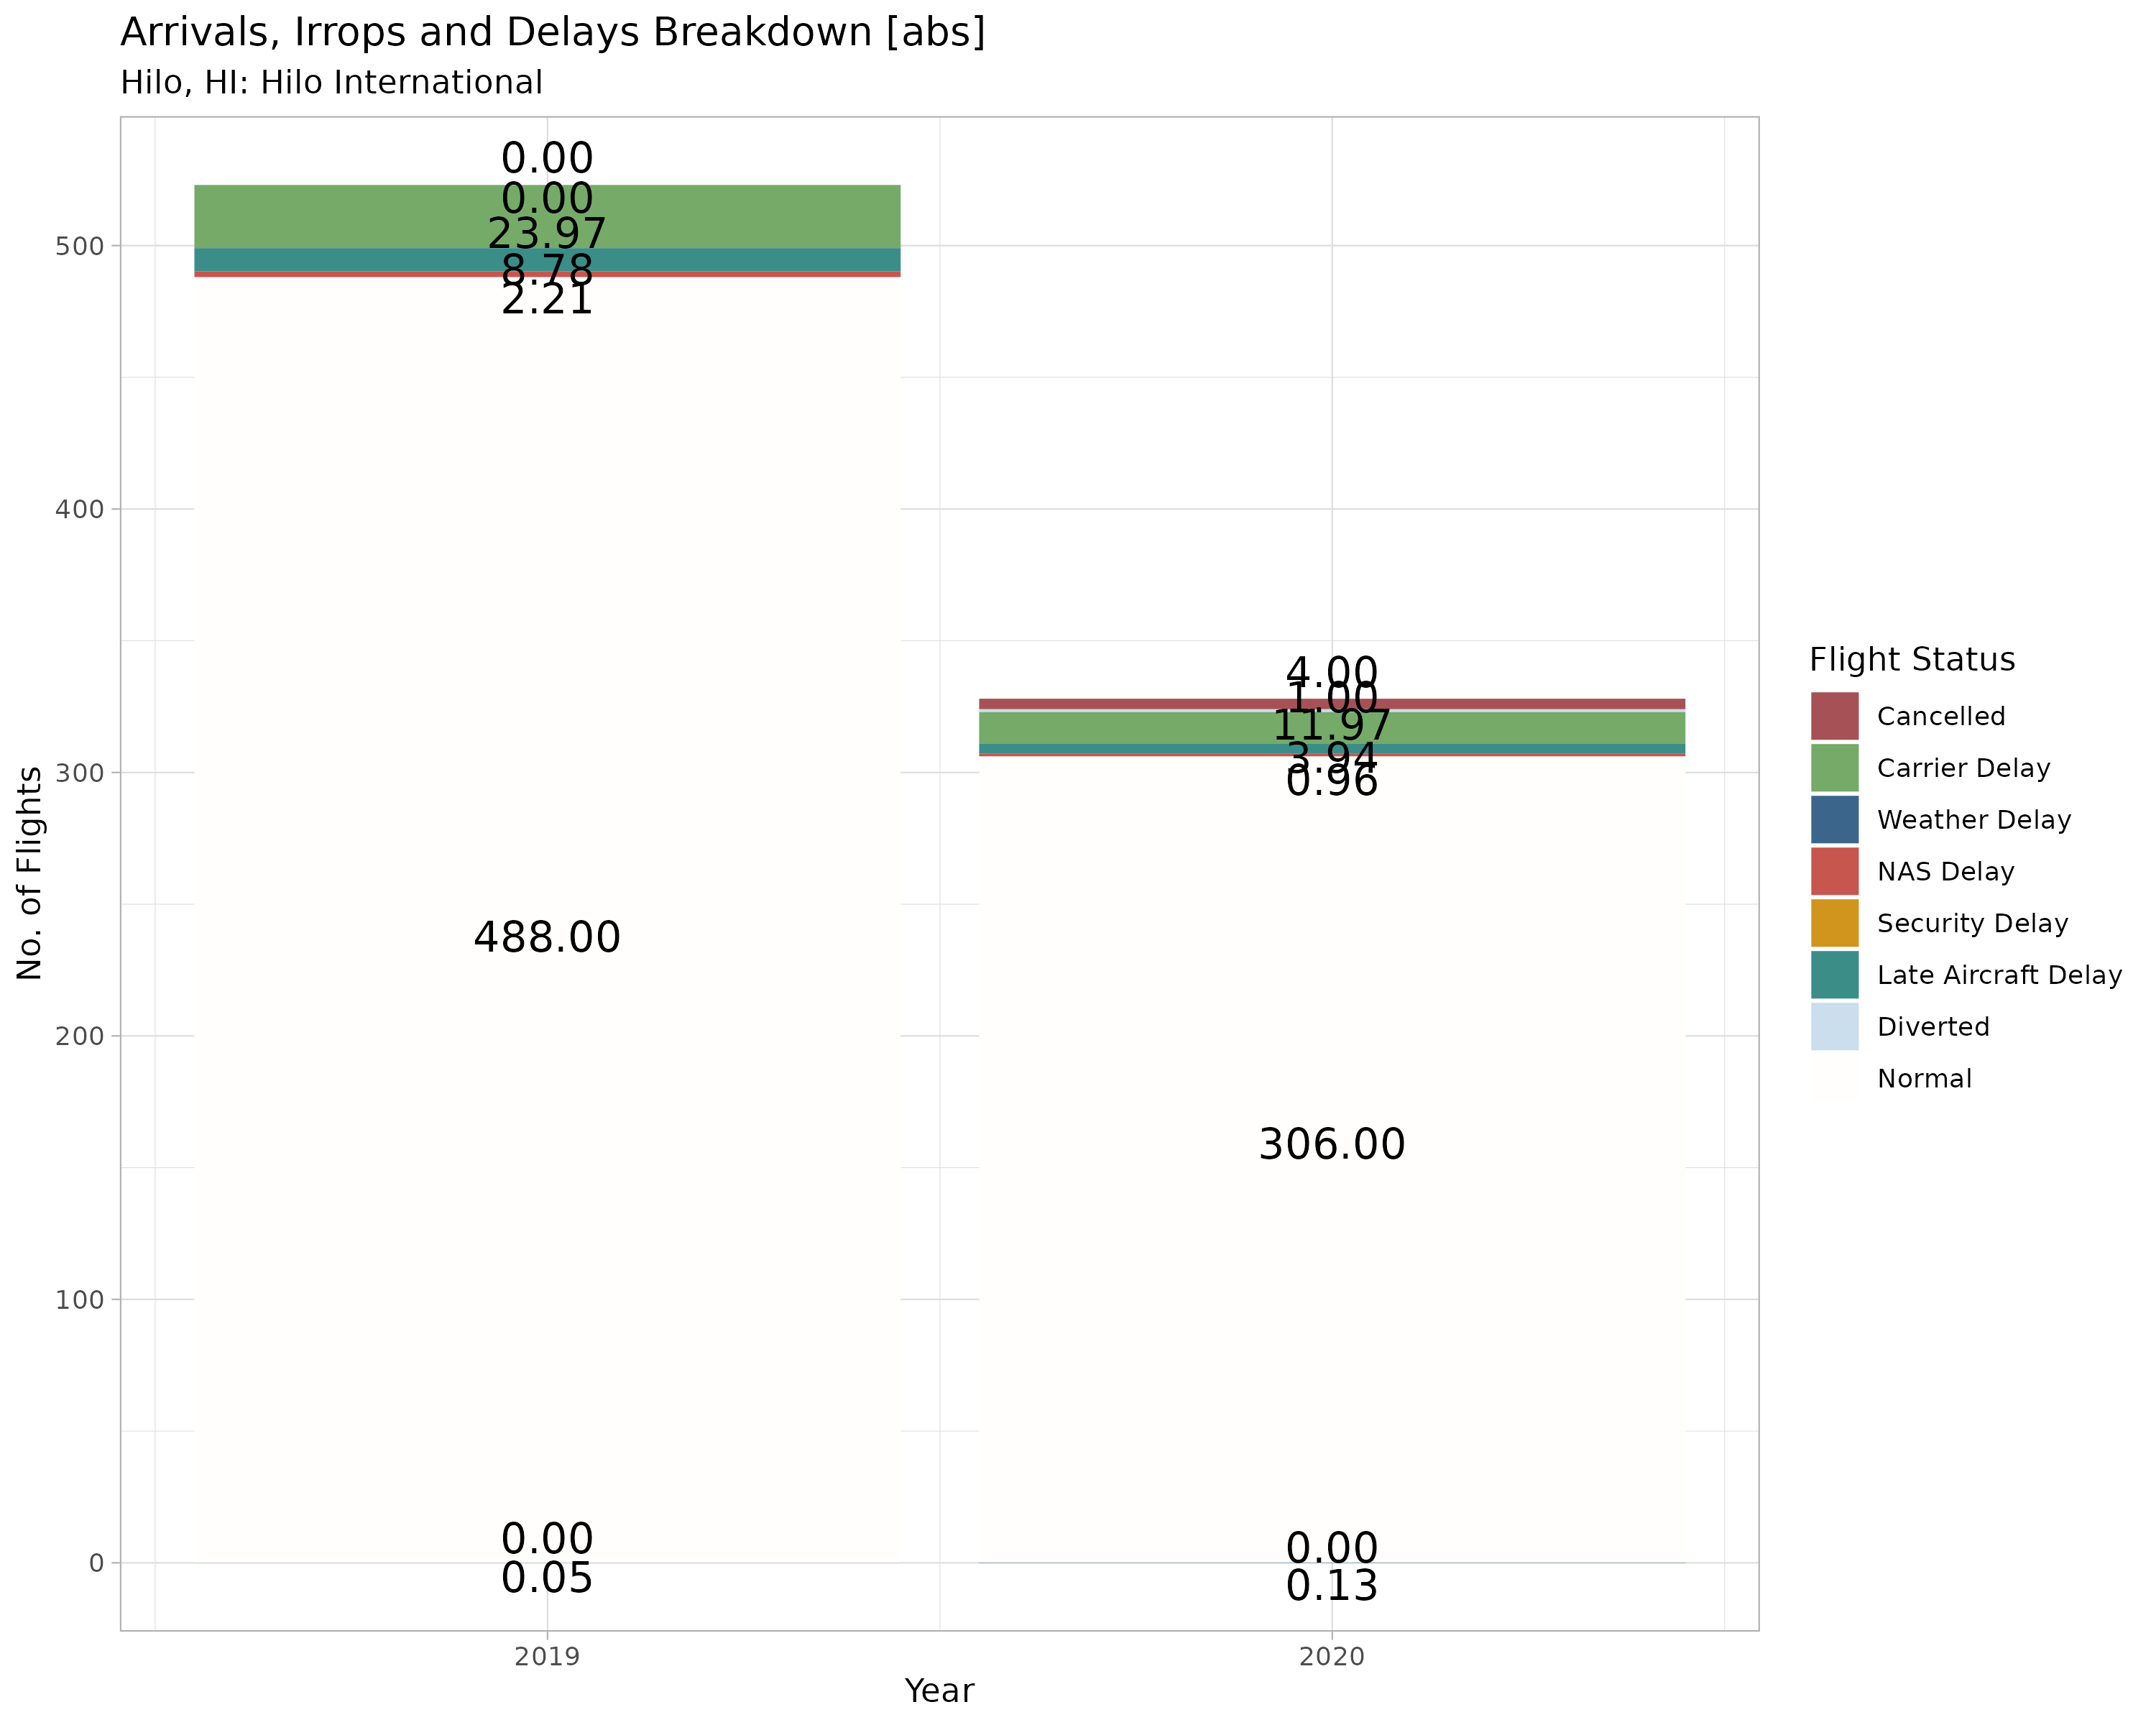 Arrivals, Irrops and Delays Breakdown [abs]
Hilo, HI: Hilo International
No. of Flights
500
400
300
200
100
0
0.00
0.00
23.97
8.78
2.21
488.00
0.00
0.05
4.00
1.00
11.97
3.94
0.96
306.00
0.00
0.13
2019
2020
Year
Flight Status
Cancelled
Carrier Delay
Weather Delay
NAS Delay
Security Delay
Late Aircraft Delay
Diverted
Normal